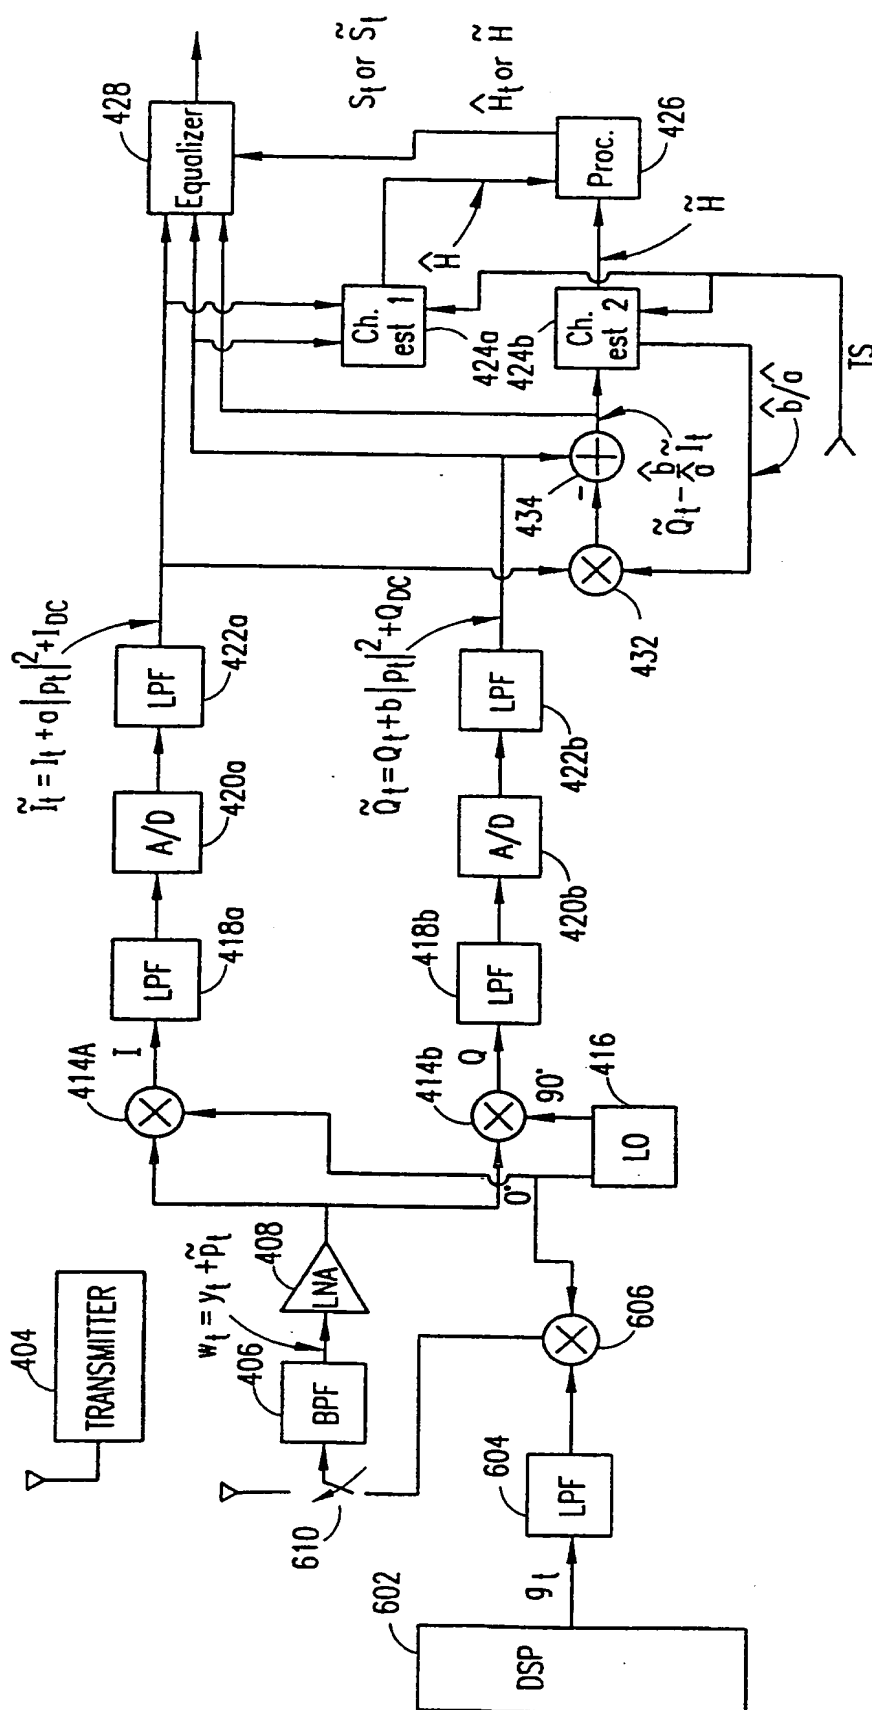 404
TRANSMITTER
406
BPF
w_t = y_t + p̃_t
408
LNA
610
602
DSP
g_t
604
LPF
606
414A
I
418a
LPF
420a
A/D
422a
LPF
Ĩ_t = I_t + a|p_t|² + I_DC
414b
Q
0°
90°
416
LO
418b
LPF
420b
A/D
422b
LPF
Q̃_t = Q_t + b|p_t|² + Q_DC
432
434
-
Q̃_t - b̂/â Ĩ_t
b̂/â
TS
424a
Ch. est 1
424b
Ch. est 2
Ĥ
H̃
Proc.
426
Ĥ_t or H̃
S_t or S̃_t
428
Equalizer